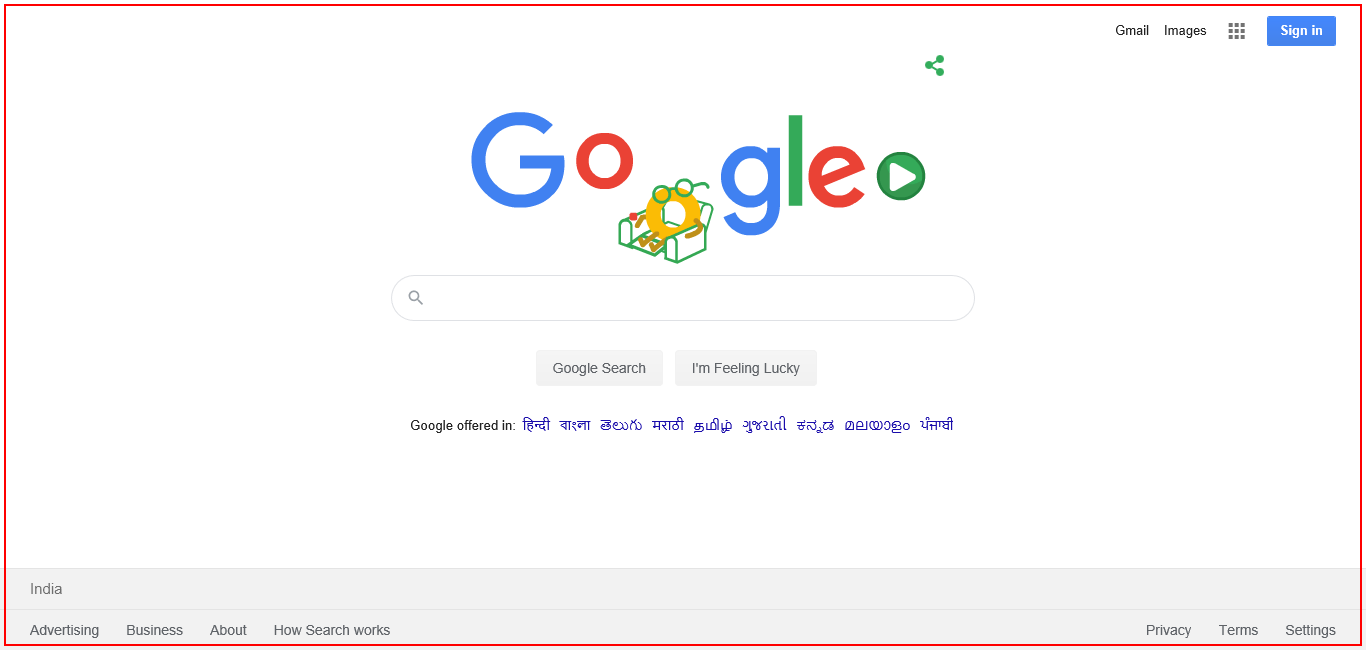 Gmail Images Sign in
Google
Google Search I'm Feeling Lucky
Google offered in: हिन्दी বাংলা తెలుగు मराठी தமிழ் ગુજરાતી ಕನ್ನಡ മലയാളം ਪੰਜਾਬੀ
India
Advertising Business About How Search works Privacy Terms Settings